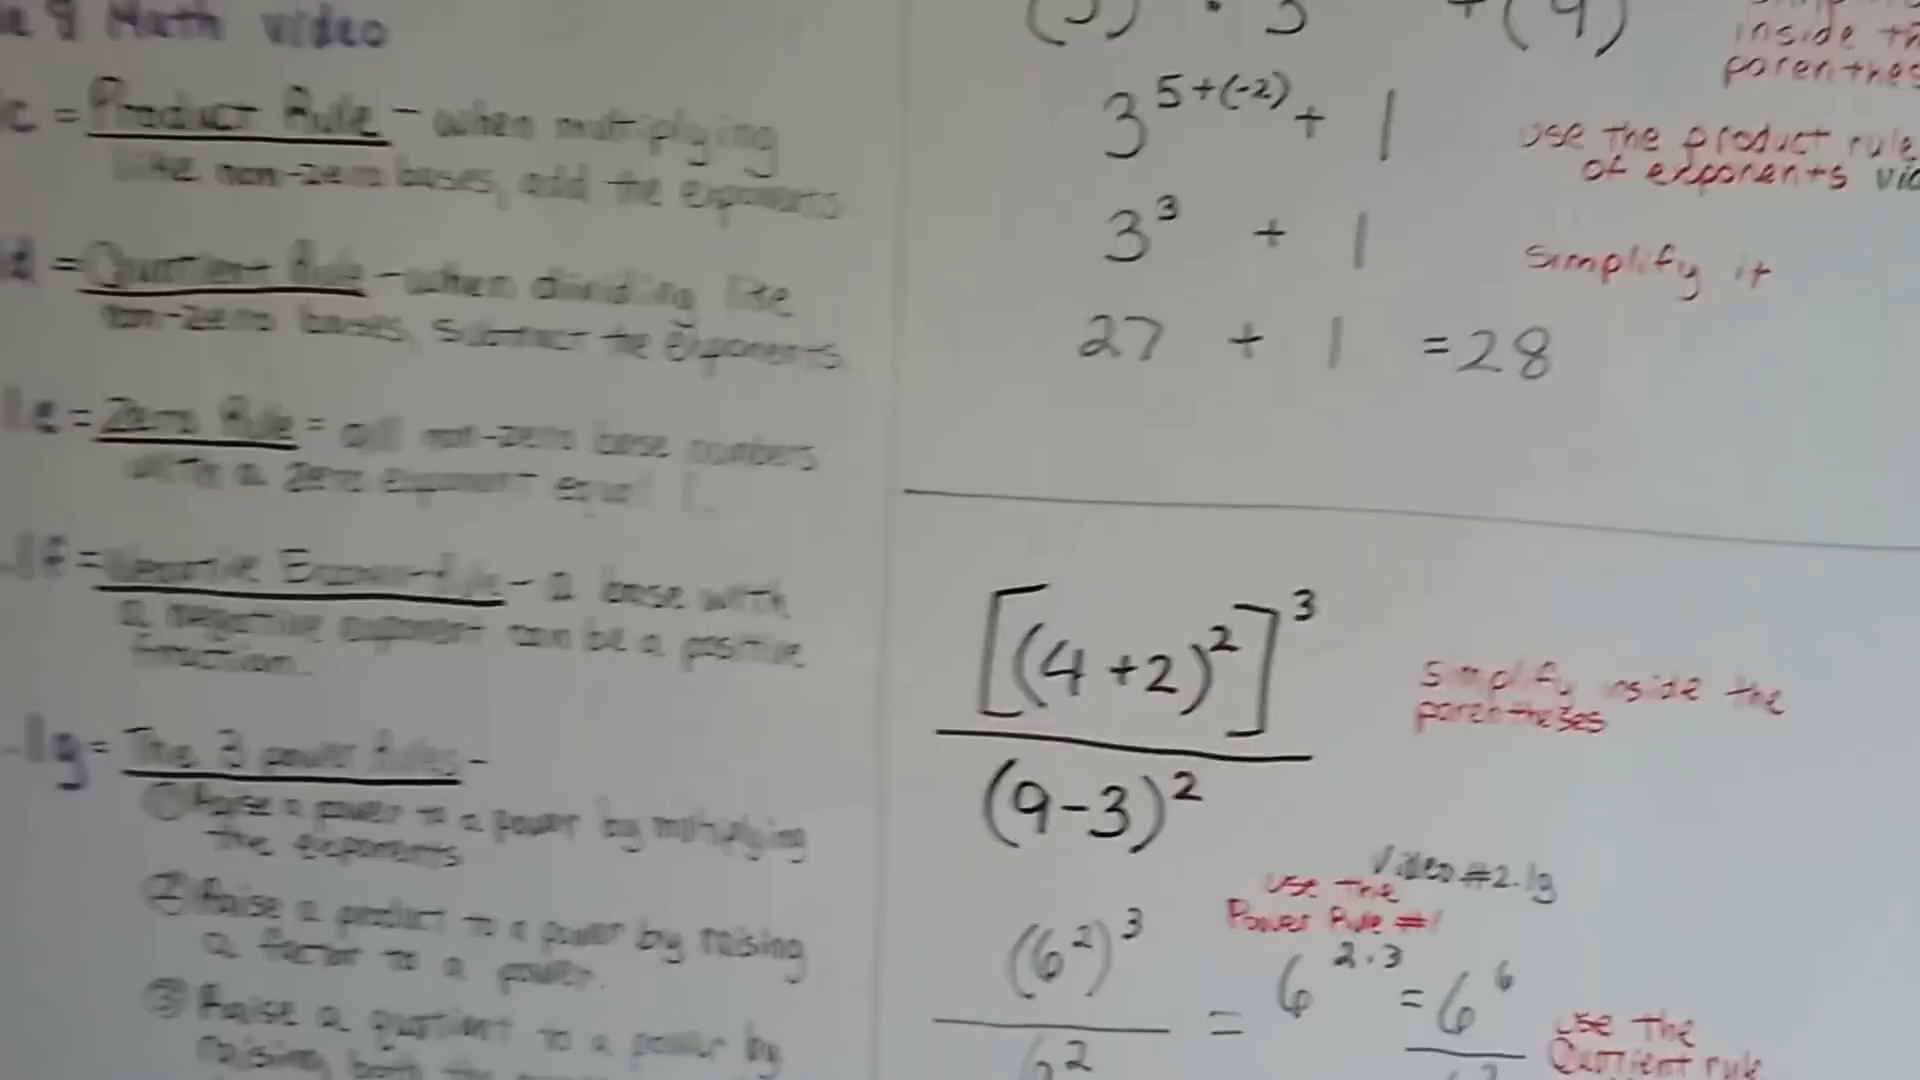 Math video
= Product Rule - when multiplying
like non-zero bases, add the exponents.
= Quotient Rule - when dividing like
non-zero bases, subtract the exponents.
1e = Zero Rule = all non-zero base numbers
with a zero exponent equal 1.
.1f = Negative Exponent Rule - a base with
a negative exponent can be a positive
fraction.
.1g = The 3 power Rules -
① Raise a power to a power by multiplying
the exponents
② Raise a product to a power by raising
a factor to a power.
③ Raise a quotient to a power by
raising both the
inside
parentheses
3^5+(-2) + 1
use the product rule
of exponents
3^3 + 1
simplify it
27 + 1 = 28
[(4+2)^2]^3
(9-3)^2
simplify inside the
parentheses
Video #2.1g
use the
Power Rule #1
(6^2)^3 = 6^2·3 = 6^6
use the
Quotient rule